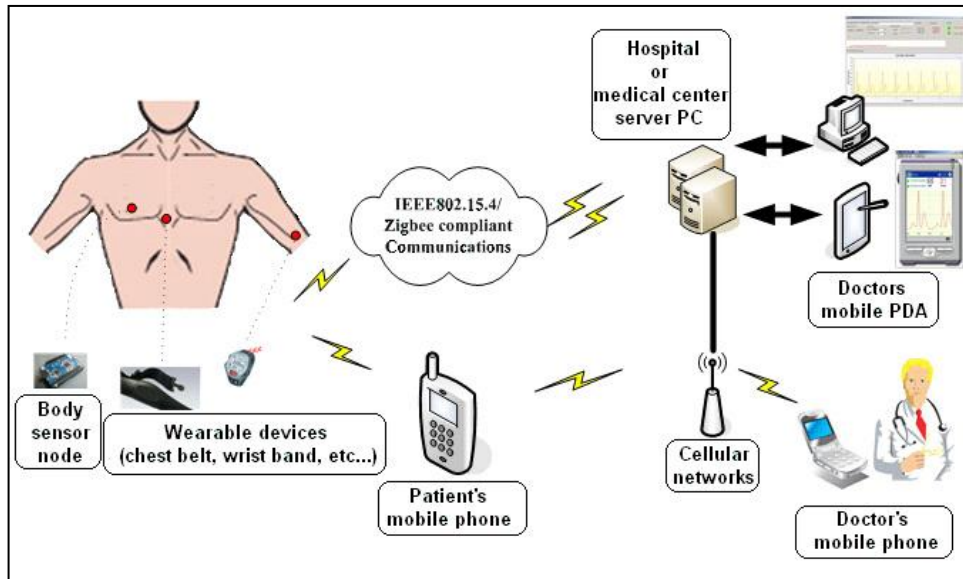 Hospital
or
medical center
server PC
IEEE802.15.4/
Zigbee compliant
Communications
Doctors
mobile PDA
Body
sensor
node
Wearable devices
(chest belt, wrist band, etc...)
Patient's
mobile phone
Cellular
networks
Doctor's
mobile phone